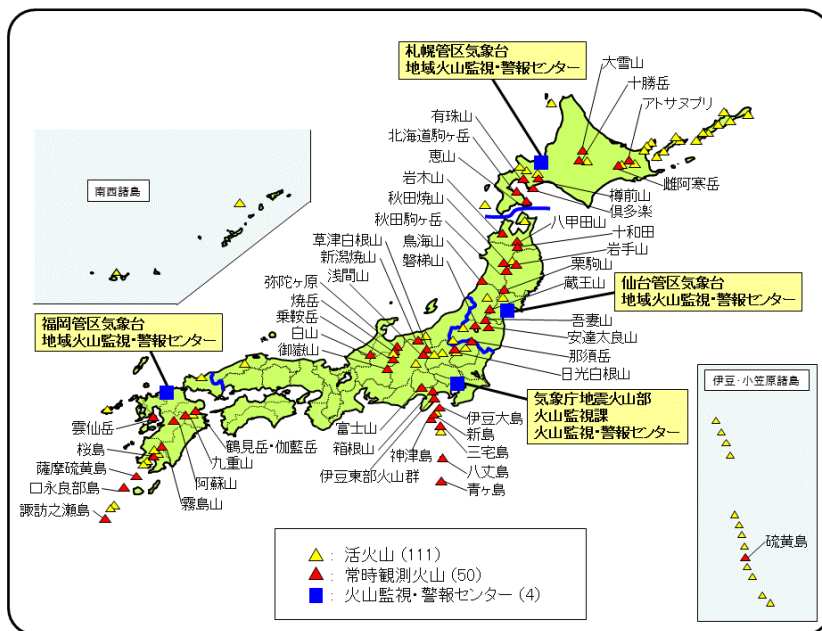 札幌管区気象台
地域火山監視・警報センター
大雪山
十勝岳
アトサヌプリ
有珠山
北海道駒ヶ岳
恵山
岩木山
秋田焼山
秋田駒ヶ岳
鳥海山
磐梯山
雌阿寒岳
樽前山
倶多楽
八甲田山
十和田
岩手山
栗駒山
蔵王山
吾妻山
安達太良山
那須岳
日光白根山
南西諸島
草津白根山
新潟焼山
浅間山
弥陀ヶ原
焼岳
乗鞍岳
白山
御嶽山
仙台管区気象台
地域火山監視・警報センター
福岡管区気象台
地域火山監視・警報センター
気象庁地震火山部
火山監視課
火山監視・警報センター
伊豆・小笠原諸島
硫黄島
富士山
箱根山
伊豆東部火山群
伊豆大島
新島
神津島
三宅島
八丈島
青ヶ島
雲仙岳
桜島
薩摩硫黄島
口永良部島
諏訪之瀬島
鶴見岳・伽藍岳
九重山
阿蘇山
霧島山
： 活火山 (111)
： 常時観測火山 (50)
： 火山監視・警報センター (4)